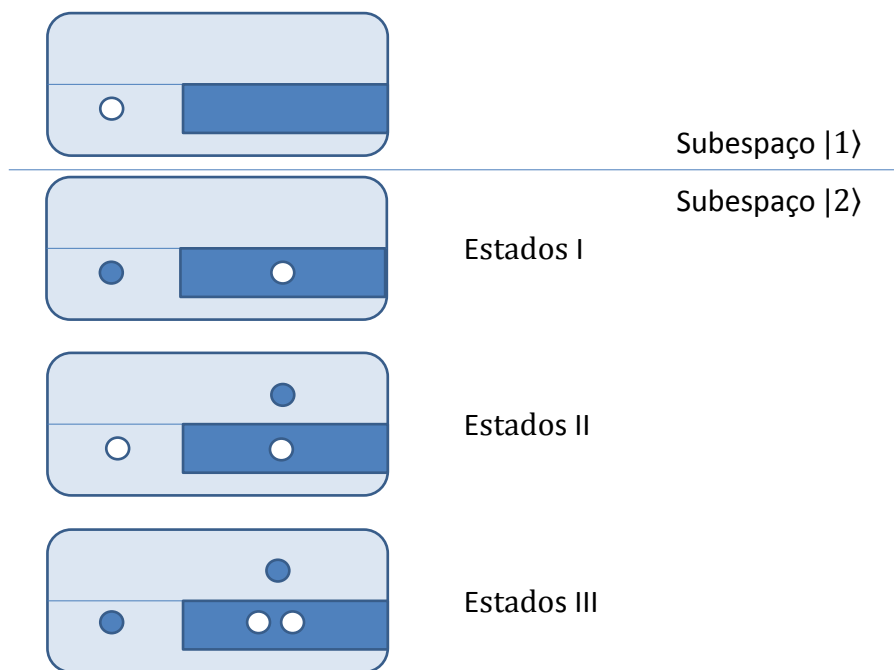 Subespaço |1⟩
Subespaço |2⟩
Estados I
Estados II
Estados III